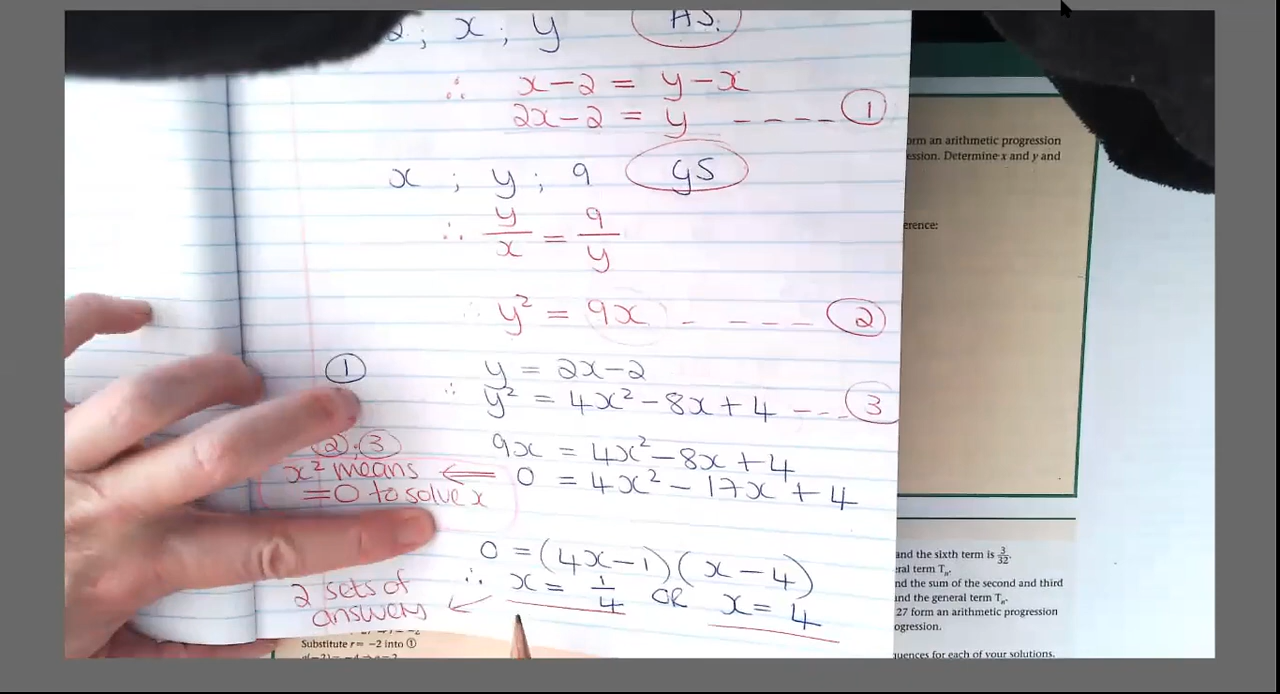 2 ; x ; y AS.
∴ x-2 = y-x
2x-2 = y ---- ①
x ; y ; 9 GS
∴ y/x = 9/y
∴ y² = 9x - --- ②
① y = 2x-2
∴ y² = 4x²-8x+4 --- ③
②;③ 9x = 4x²-8x+4
x² means ⇐ 0 = 4x²-17x+4
=0 to solve x
0 = (4x-1)(x-4)
∴ x = 1/4 OR x = 4
2 sets of
answers ↙
Substitute r = -2 into ①
orm an arithmetic progression
ession. Determine x and y and
erence:
and the sixth term is 3/32.
eral term Tₙ.
nd the sum of the second and third
and the general term Tₙ.
27 form an arithmetic progression
ogression.
uences for each of your solutions.